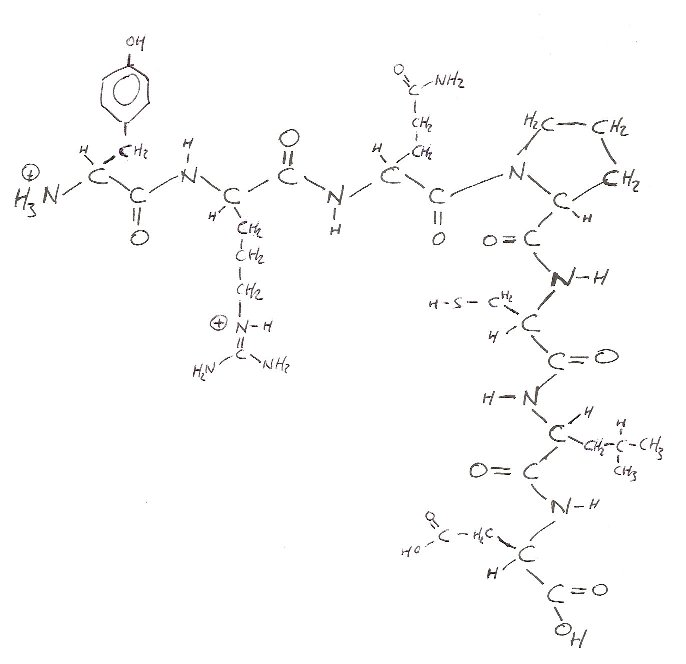 OH
O
C NH2
H CH2 H O CH2 H2C CH2
⊕ H3N C C N C C N H C CH2 C N CH2
O H CH2 H O C H
CH2 O=C
CH2 N-H
⊕ N-H H-S-CH2 C
C H
H2N NH2 C=O
H-N
C H
CH2-C-CH3
H
O=C CH3
N-H
O
HO C-H2C C
H
C=O
OH